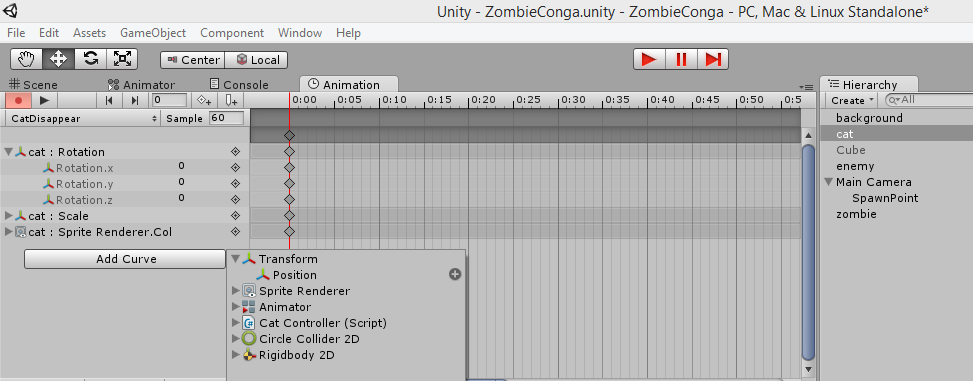 Unity - ZombieConga.unity - ZombieConga - PC, Mac & Linux Standalone*
File Edit Assets GameObject Component Window Help
Center Local
Scene Animator Console Animation Hierarchy
0 0:00 0:05 0:10 0:15 0:20 0:25 0:30 0:35 0:40 0:45 0:50 0:5 Create All
CatDisappear Sample 60 background
cat
cat : Rotation Cube
Rotation.x 0 enemy
Rotation.y 0 Main Camera
Rotation.z 0 SpawnPoint
cat : Scale zombie
cat : Sprite Renderer.Col
Add Curve Transform
Position
Sprite Renderer
Animator
Cat Controller (Script)
Circle Collider 2D
Rigidbody 2D